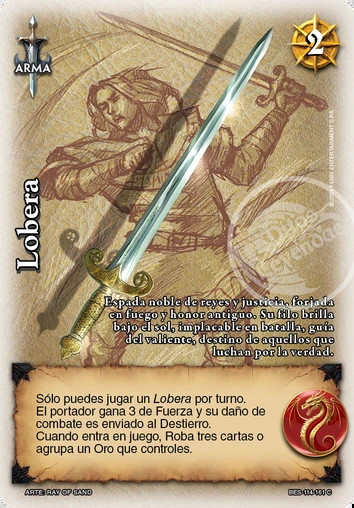 ARMA
2
Lobera
Espada noble de reyes y justicia, forjada
en fuego y honor antiguo. Su filo brilla
bajo el sol, implacable en batalla, guía
del valiente, destino de aquellos que
luchan por la verdad.
Sólo puedes jugar un Lobera por turno.
El portador gana 3 de Fuerza y su daño de
combate es enviado al Destierro.
Cuando entra en juego, Roba tres cartas o
agrupa un Oro que controles.
ARTE: RAY OF SAND
BES-114-161 C